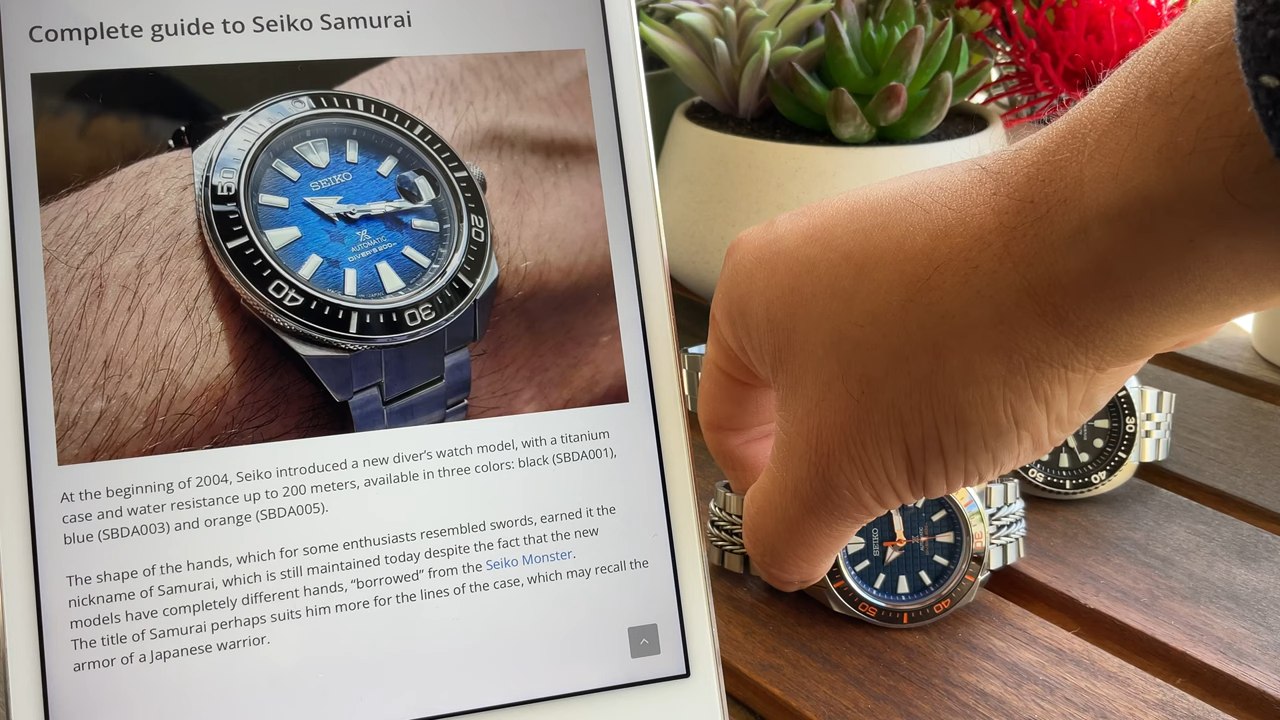 Complete guide to Seiko Samurai
50
SEIKO
AUTOMATIC
DIVER'S 200m
20
40
30
At the beginning of 2004, Seiko introduced a new diver's watch model, with a titanium
case and water resistance up to 200 meters, available in three colors: black (SBDA001),
blue (SBDA003) and orange (SBDA005).
The shape of the hands, which for some enthusiasts resembled swords, earned it the
nickname of Samurai, which is still maintained today despite the fact that the new
models have completely different hands, “borrowed” from the Seiko Monster.
The title of Samurai perhaps suits him more for the lines of the case, which may recall the
armor of a Japanese warrior.
30
40
50
SEIKO
30
40
50